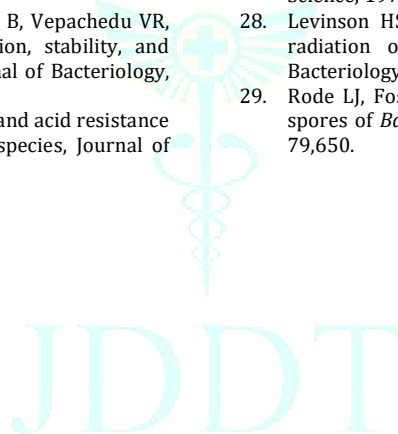 B, Vepachedu VR,
ion, stability, and
nal of Bacteriology,
and acid resistance
species, Journal of
28. Levinson HS
radiation o
Bacteriology
29. Rode LJ, Fos
spores of Ba
79,650.
JDDT